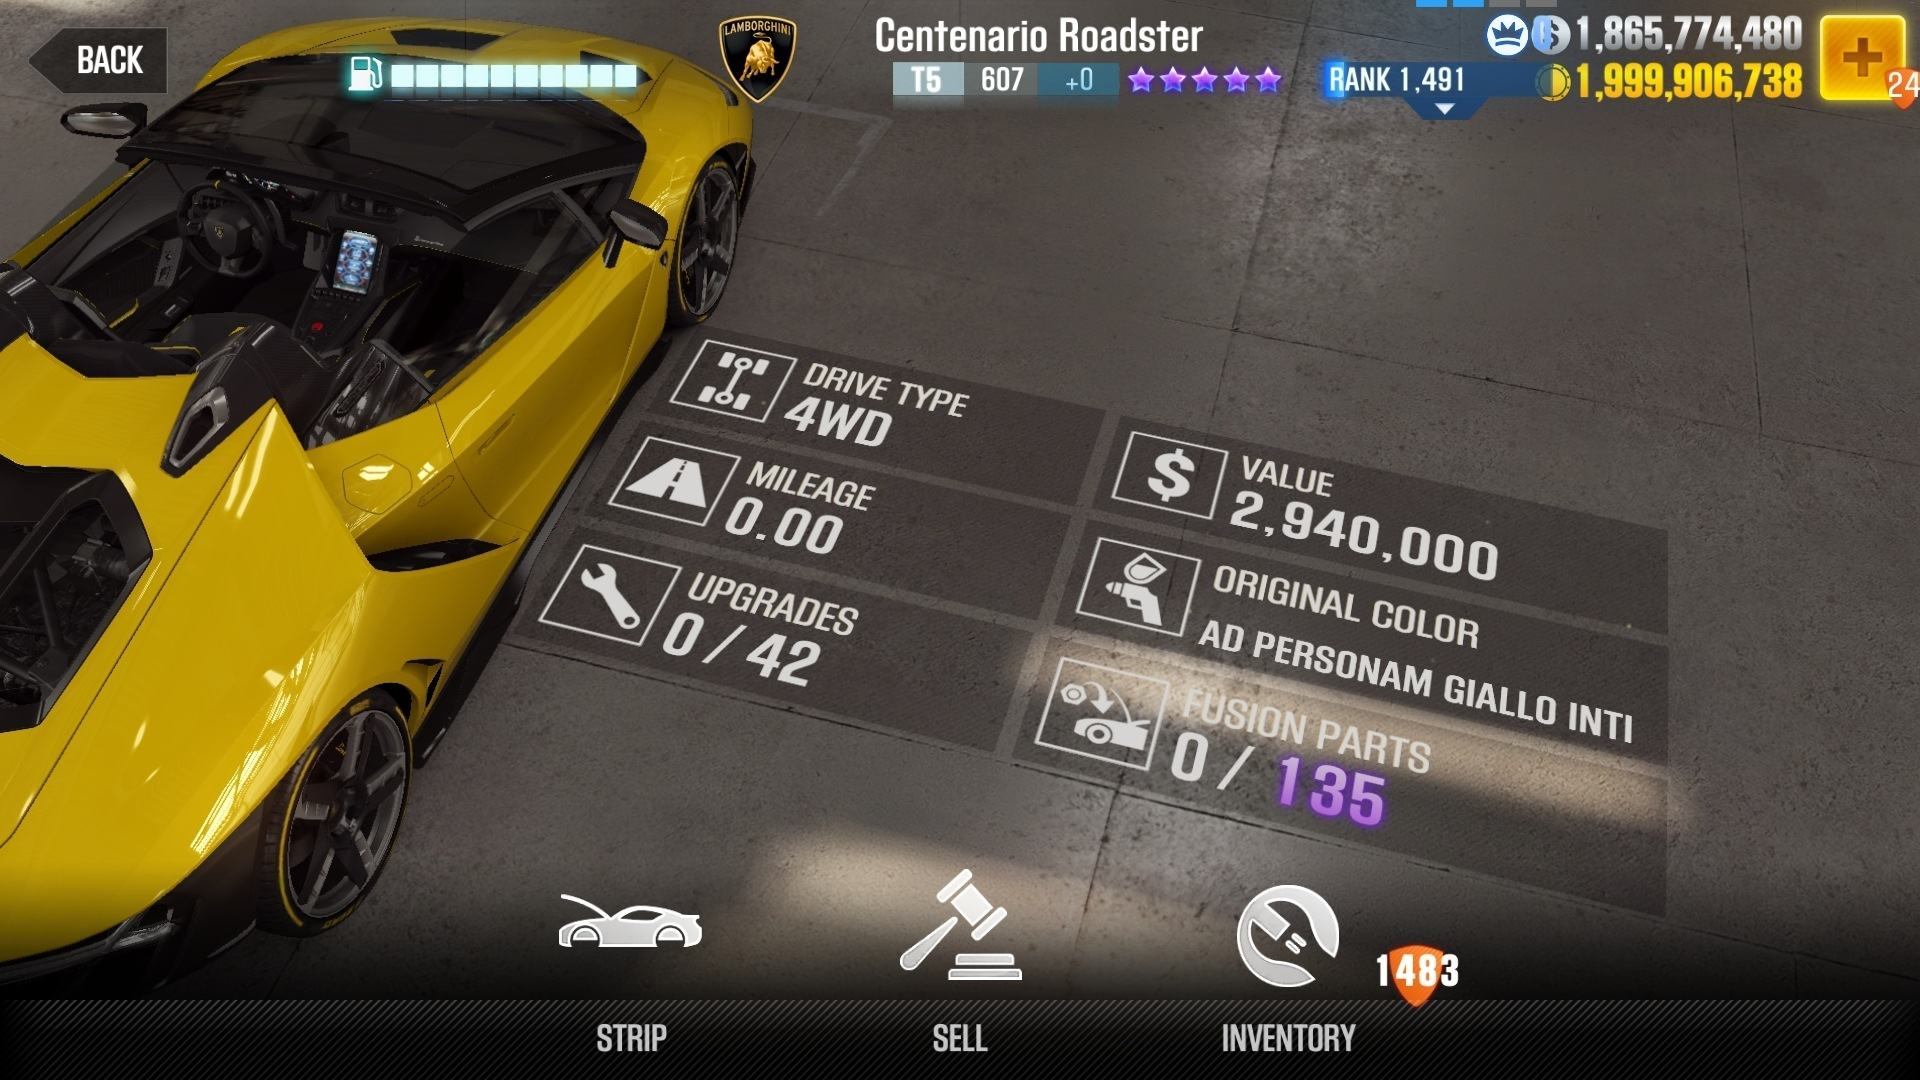 BACK
LAMBORGHINI
Centenario Roadster
T5 607 +0
RANK 1,491
1,865,774,480
1,999,906,738
24
DRIVE TYPE
4WD
MILEAGE
0.00
UPGRADES
0/42
VALUE
2,940,000
ORIGINAL COLOR
AD PERSONAM GIALLO INTI
FUSION PARTS
0/135
1483
STRIP
SELL
INVENTORY